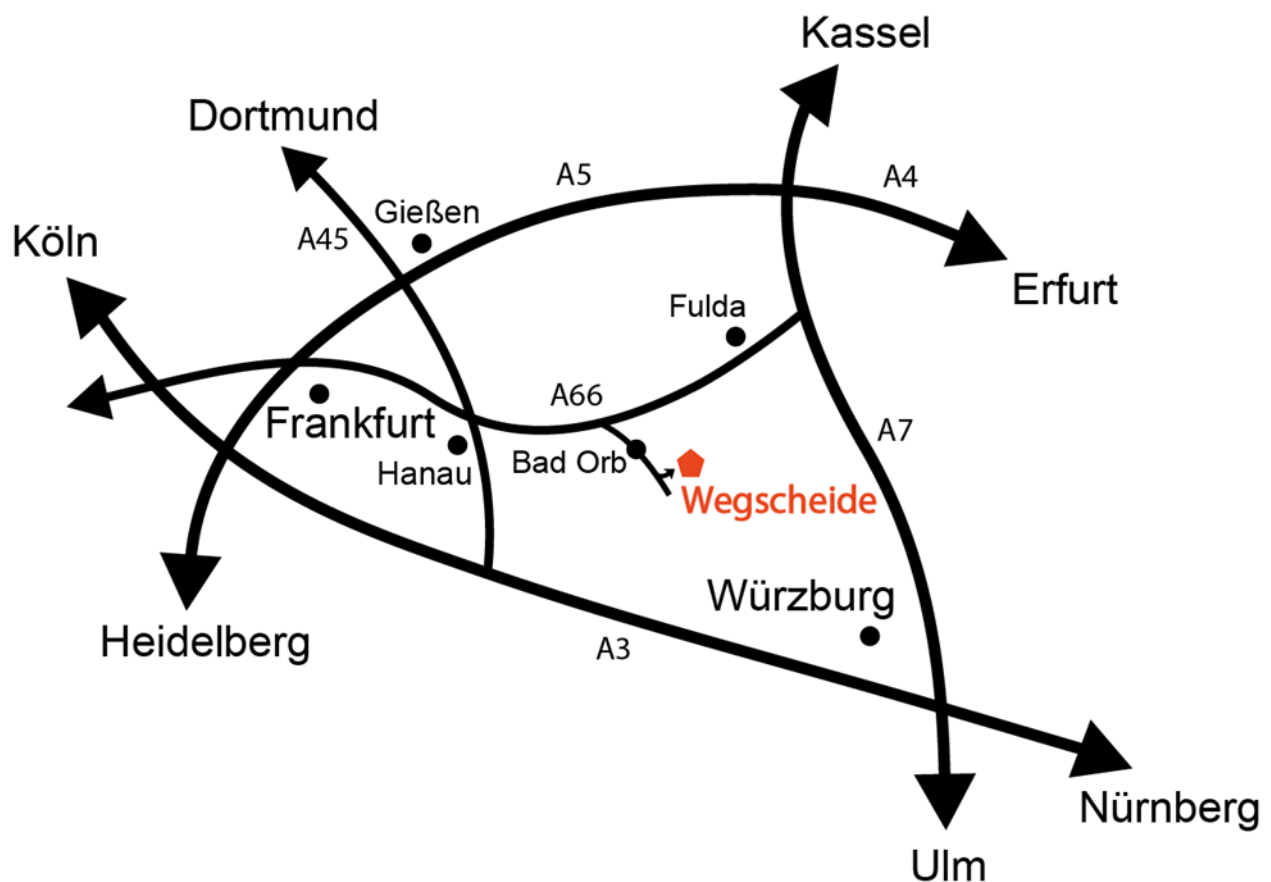 Kassel
Dortmund
A5
A4
Gießen
A45
Köln
Erfurt
Fulda
A66
Frankfurt
A7
Hanau
Bad Orb
Wegscheide
Würzburg
Heidelberg
A3
Nürnberg
Ulm